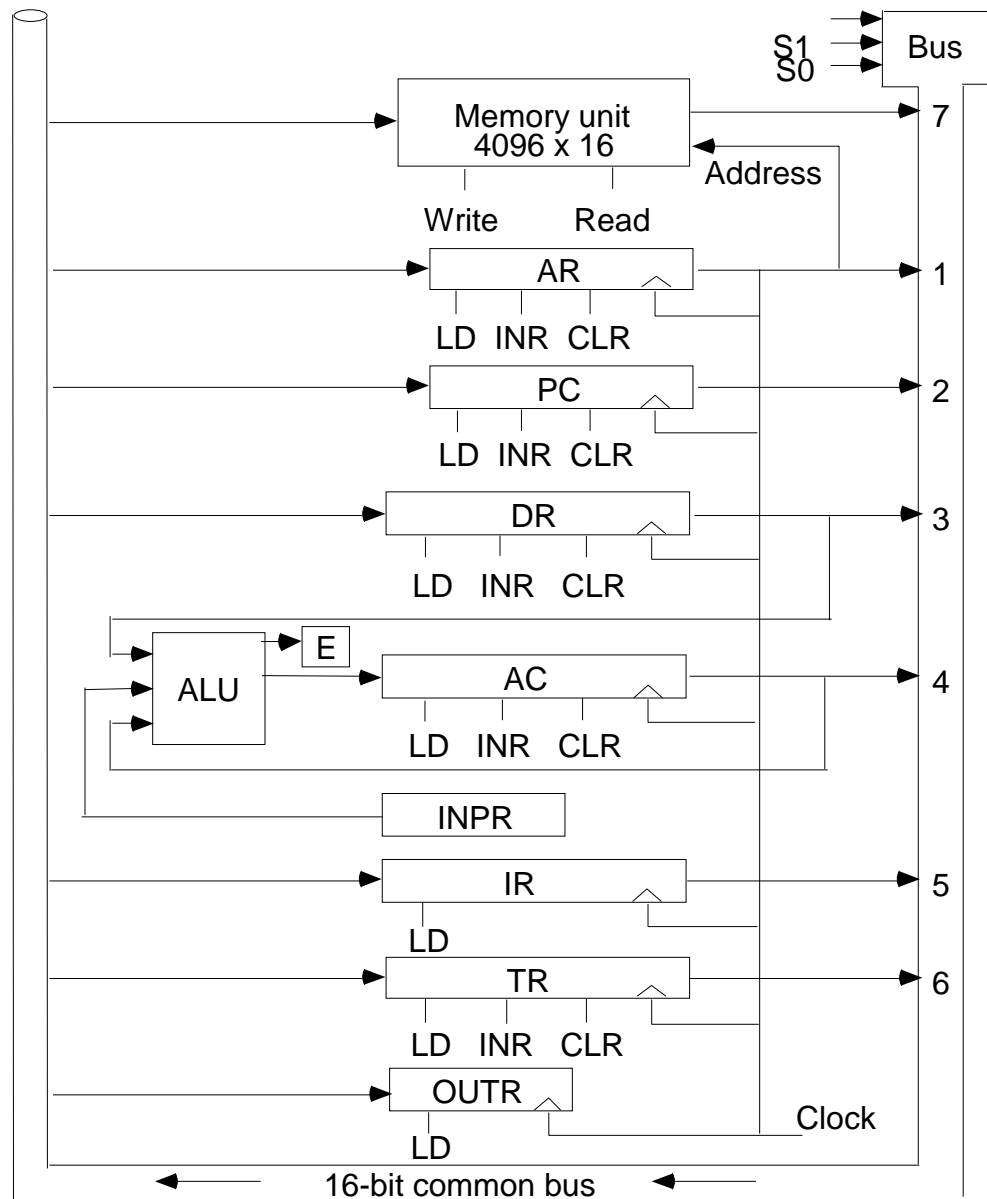 S1
S0
Bus
Memory unit
4096 x 16
7
Address
Write Read
AR
1
LD INR CLR
PC
2
LD INR CLR
DR
3
LD INR CLR
E
ALU
AC
4
LD INR CLR
INPR
IR
5
LD
TR
6
LD INR CLR
OUTR
Clock
LD
16-bit common bus